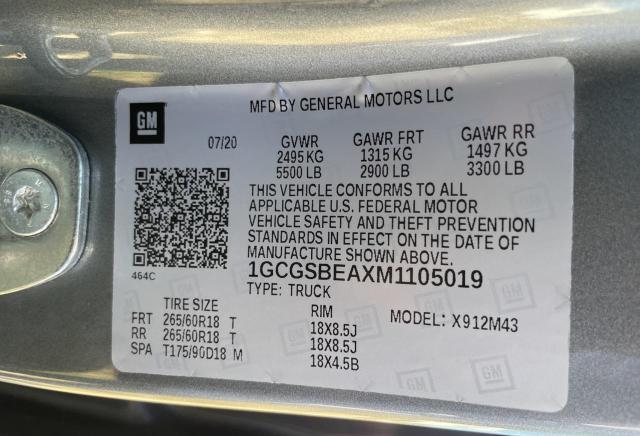 MFD BY GENERAL MOTORS LLC
GM
07/20 GVWR GAWR FRT GAWR RR
2495 KG 1315 KG 1497 KG
5500 LB 2900 LB 3300 LB
THIS VEHICLE CONFORMS TO ALL
APPLICABLE U.S. FEDERAL MOTOR
VEHICLE SAFETY AND THEFT PREVENTION
STANDARDS IN EFFECT ON THE DATE OF
MANUFACTURE SHOWN ABOVE.
464C
1GCGSBEAXM1105019
TYPE: TRUCK
TIRE SIZE RIM MODEL: X912M43
FRT 265/60R18 T 18X8.5J
RR 265/60R18 T 18X8.5J
SPA T175/90D18 M 18X4.5B